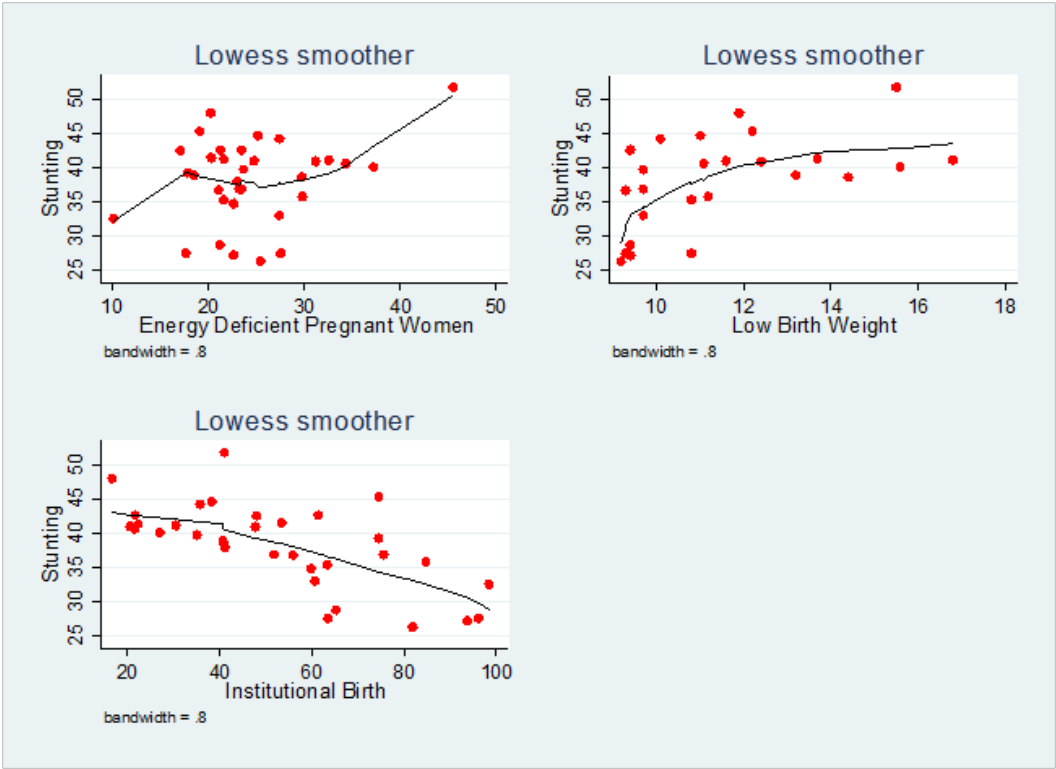 Lowess smoother
Stunting
50
45
40
35
30
25
10 20 30 40 50
Energy Deficient Pregnant Women
bandwidth = .8
Lowess smoother
Stunting
50
45
40
35
30
25
10 12 14 16 18
Low Birth Weight
bandwidth = .8
Lowess smoother
Stunting
50
45
40
35
30
25
20 40 60 80 100
Institutional Birth
bandwidth = .8